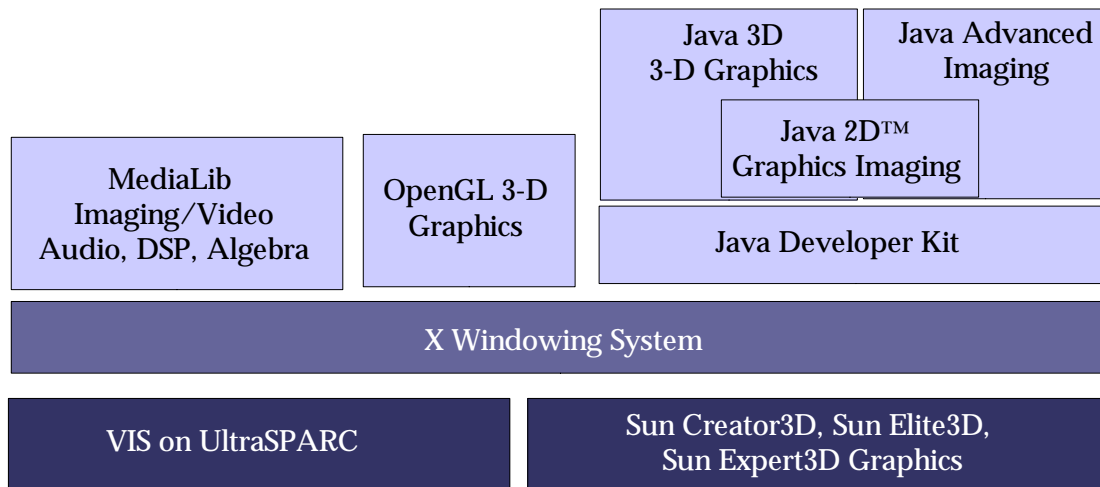 Java 3D
3-D Graphics
Java Advanced
Imaging
Java 2D™
Graphics Imaging
MediaLib
Imaging/Video
Audio, DSP, Algebra
OpenGL 3-D
Graphics
Java Developer Kit
X Windowing System
VIS on UltraSPARC
Sun Creator3D, Sun Elite3D,
Sun Expert3D Graphics